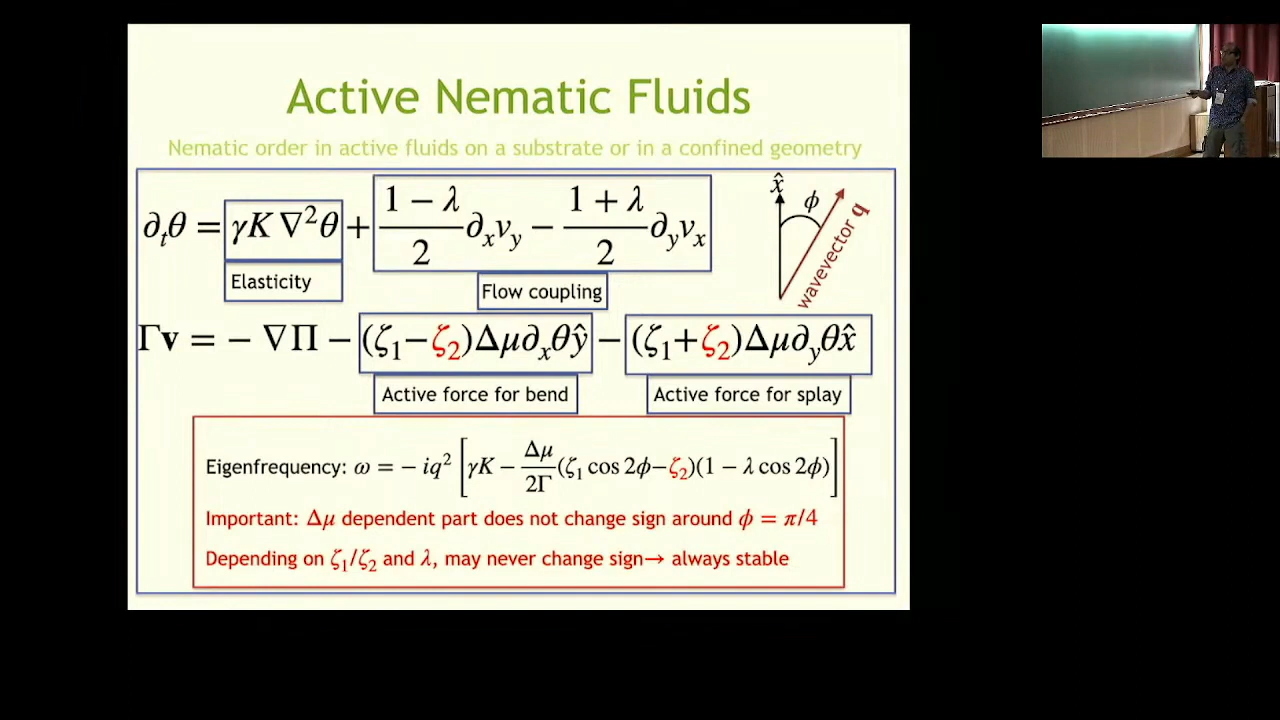 Active Nematic Fluids
Nematic order in active fluids on a substrate or in a confined geometry
∂ₜθ = γK∇²θ + (1 − λ)/2 ∂ₓv_y − (1 + λ)/2 ∂_yvₓ
x̂
ϕ
wavevector q
Elasticity
Flow coupling
Γv = − ∇Π − (ζ₁−ζ₂)Δμ∂ₓθŷ − (ζ₁+ζ₂)Δμ∂_yθx̂
Active force for bend
Active force for splay
Eigenfrequency: ω = − iq² [γK − Δμ/2Γ (ζ₁ cos 2ϕ−ζ₂)(1 − λ cos 2ϕ)]
Important: Δμ dependent part does not change sign around ϕ = π/4
Depending on ζ₁/ζ₂ and λ, may never change sign→ always stable